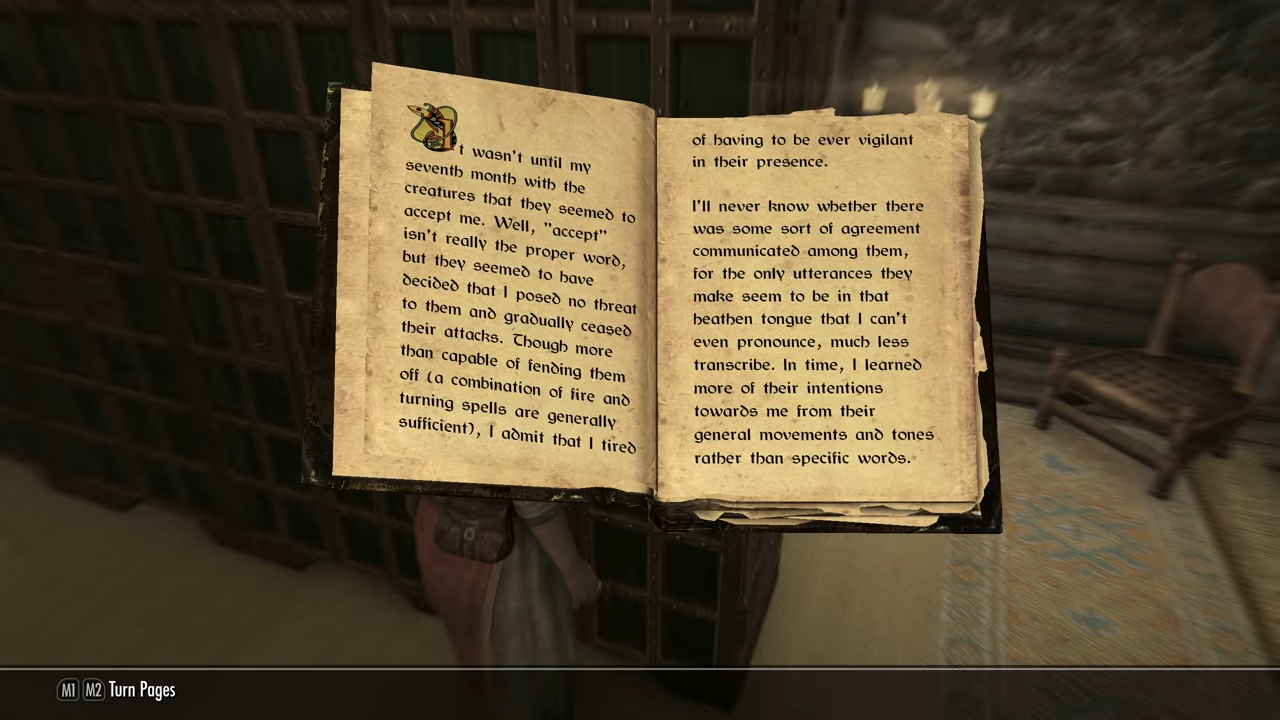 It wasn't until my
seventh month with the
creatures that they seemed to
accept me. Well, "accept"
isn't really the proper word,
but they seemed to have
decided that I posed no threat
to them and gradually ceased
their attacks. Though more
than capable of fending them
off (a combination of fire and
turning spells are generally
sufficient), I admit that I tired
of having to be ever vigilant
in their presence.
I'll never know whether there
was some sort of agreement
communicated among them,
for the only utterances they
make seem to be in that
heathen tongue that I can't
even pronounce, much less
transcribe. In time, I learned
more of their intentions
towards me from their
general movements and tones
rather than specific words.
M1 M2 Turn Pages